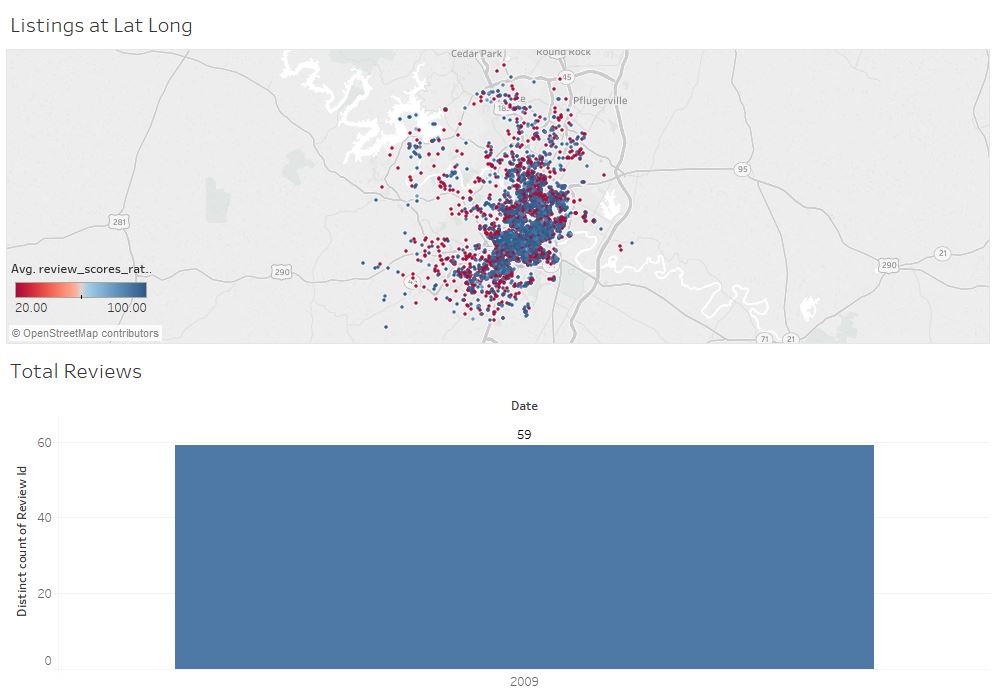 Listings at Lat Long
Cedar Park
Round Rock
45
Pflugerville
95
281
290
290
21
71
21
Avg. review_scores_rat..
20.00 100.00
© OpenStreetMap contributors
Total Reviews
Date
59
60
40
20
0
Distinct count of Review Id
2009